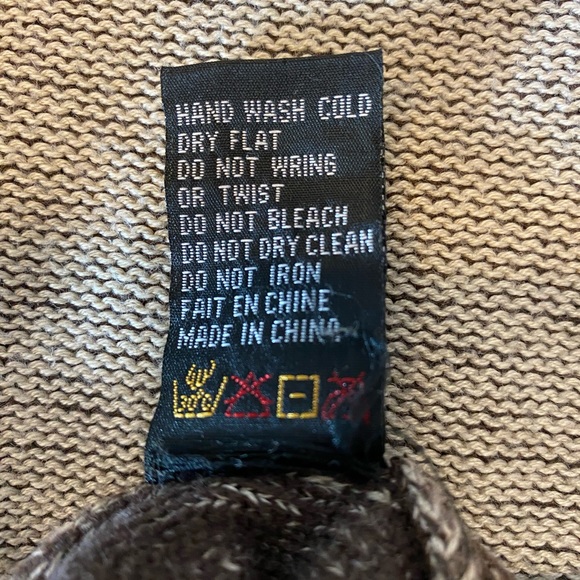 HAND WASH COLD
DRY FLAT
DO NOT WRING
OR TWIST
DO NOT BLEACH
DO NOT DRY CLEAN
DO NOT IRON
FAIT EN CHINE
MADE IN CHINA